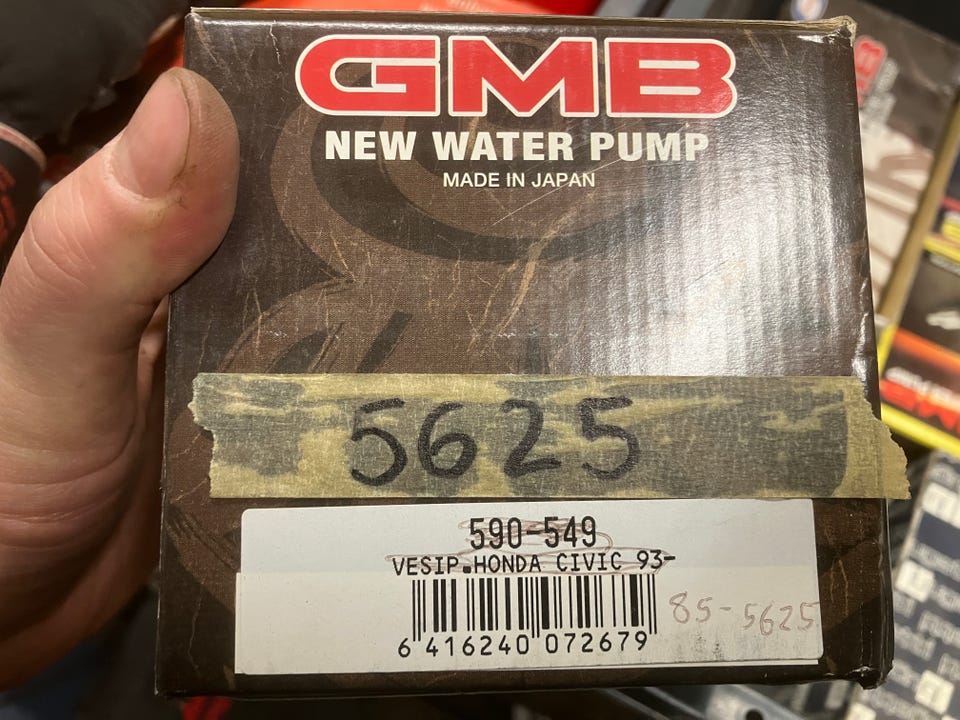 GMB
NEW WATER PUMP
MADE IN JAPAN
5625
590-549
VESIP.HONDA CIVIC 93-
85-5625
6 416240 072679